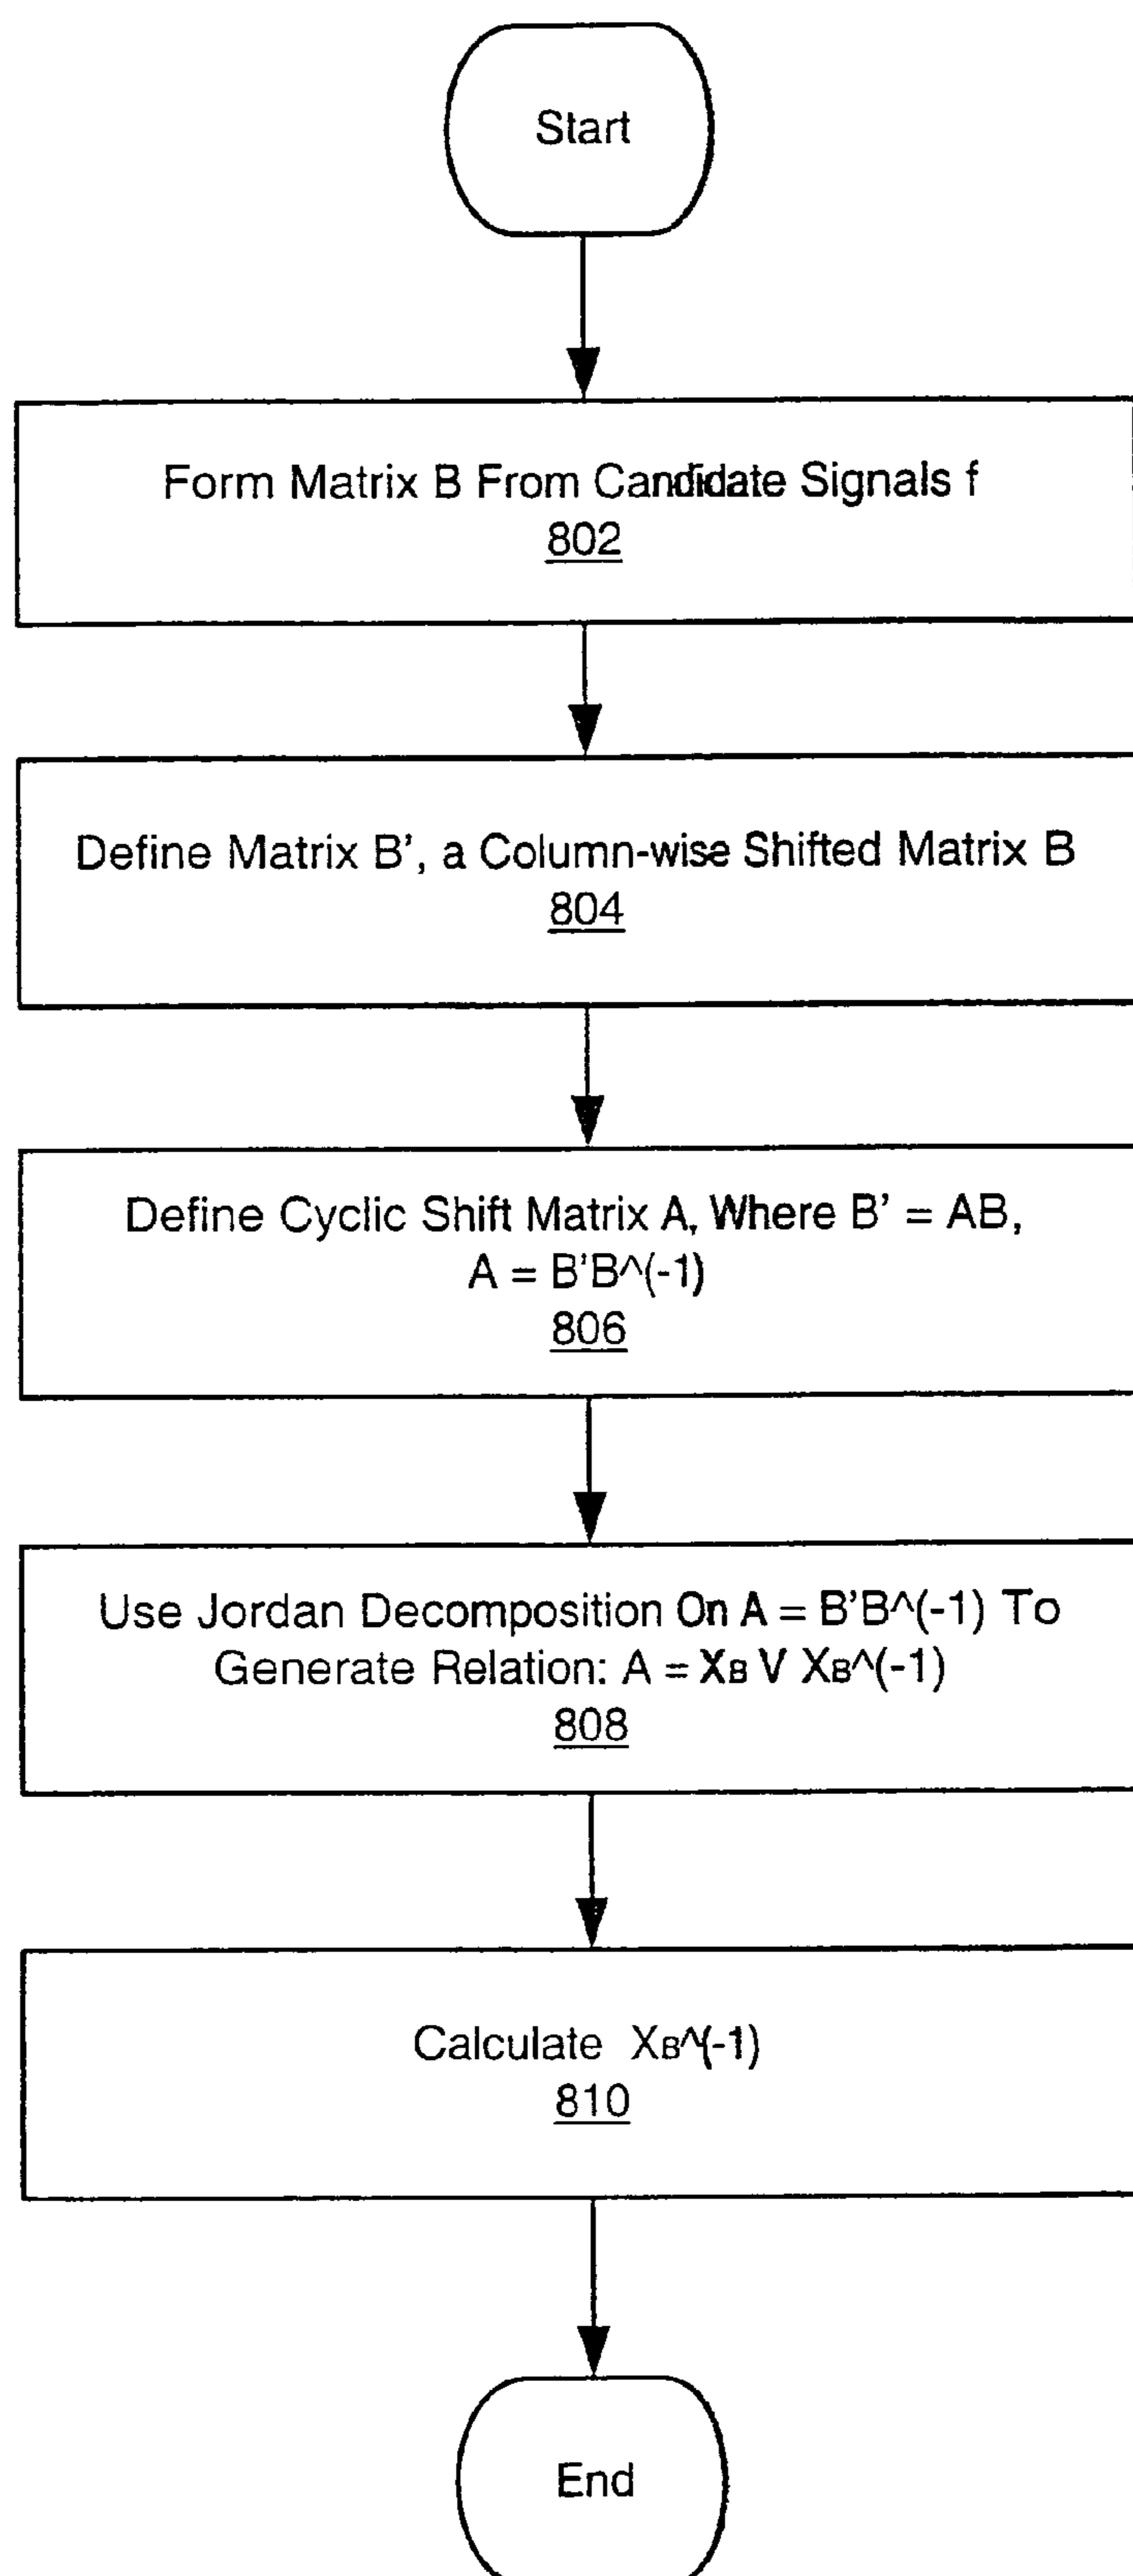 Start
Form Matrix B From Candidate Signals f
802
Define Matrix B', a Column-wise Shifted Matrix B
804
Define Cyclic Shift Matrix A, Where B' = AB,
A = B'B^(-1)
806
Use Jordan Decomposition On A = B'B^(-1) To
Generate Relation: A = XB V XB^(-1)
808
Calculate XB^(-1)
810
End